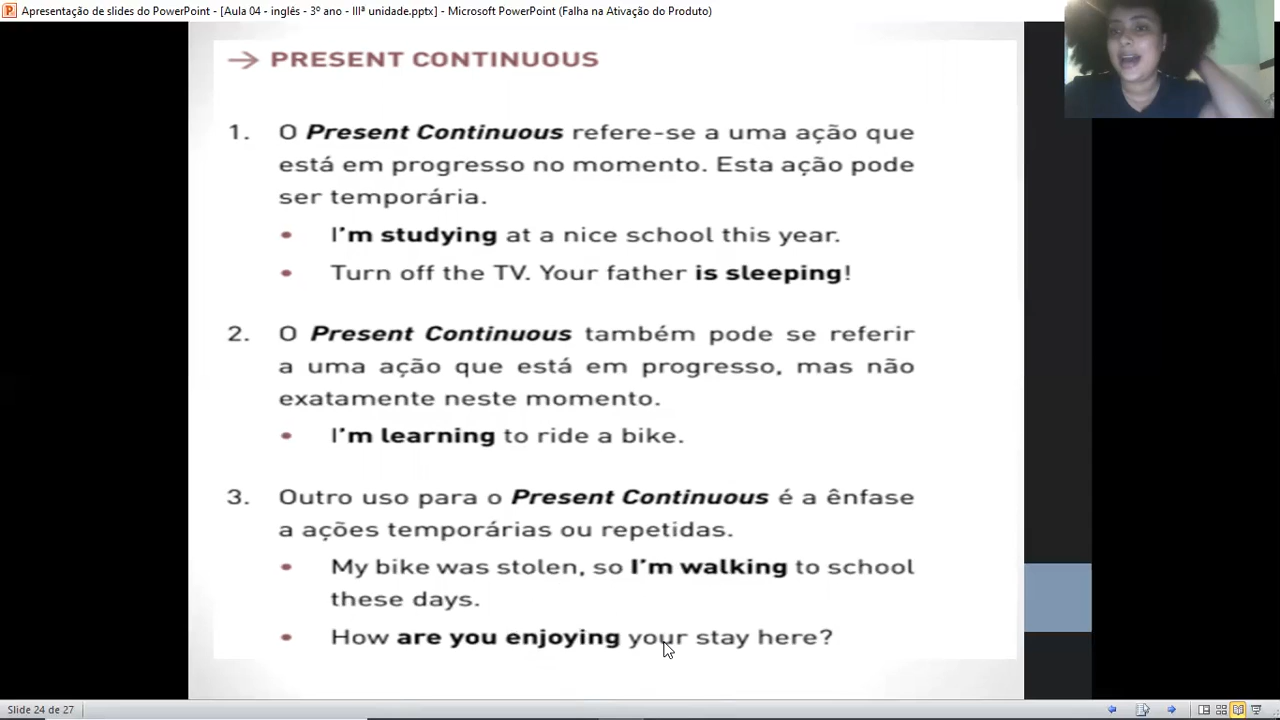 Apresentação de slides do PowerPoint - [Aula 04 - inglês - 3º ano - IIIª unidade.pptx] - Microsoft PowerPoint (Falha na Ativação do Produto)
→ PRESENT CONTINUOUS
1. O Present Continuous refere-se a uma ação que
está em progresso no momento. Esta ação pode
ser temporária.
• I'm studying at a nice school this year.
• Turn off the TV. Your father is sleeping!
2. O Present Continuous também pode se referir
a uma ação que está em progresso, mas não
exatamente neste momento.
• I'm learning to ride a bike.
3. Outro uso para o Present Continuous é a ênfase
a ações temporárias ou repetidas.
• My bike was stolen, so I'm walking to school
these days.
• How are you enjoying your stay here?
Slide 24 de 27